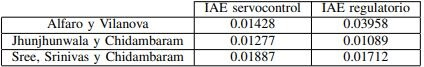 IAE servocontrol IAE regulatorio
Alfaro y Vilanova 0.01428 0.03958
Jhunjhunwala y Chidambaram 0.01277 0.01089
Sree, Srinivas y Chidambaram 0.01887 0.01712